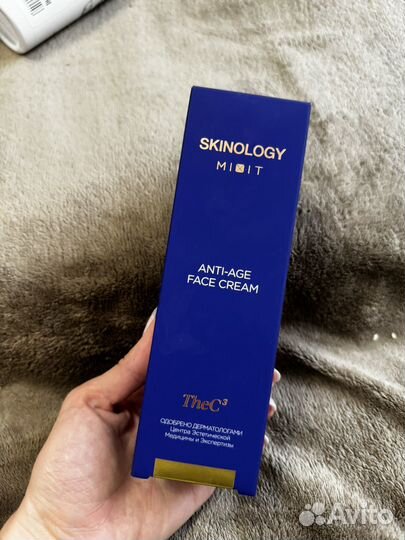 SKINOLOGY
MIXIT
ANTI-AGE
FACE CREAM
TheC³
ОДОБРЕНО ДЕРМАТОЛОГАМИ
Центра Эстетической
Медицины и Экспертизы
Avito